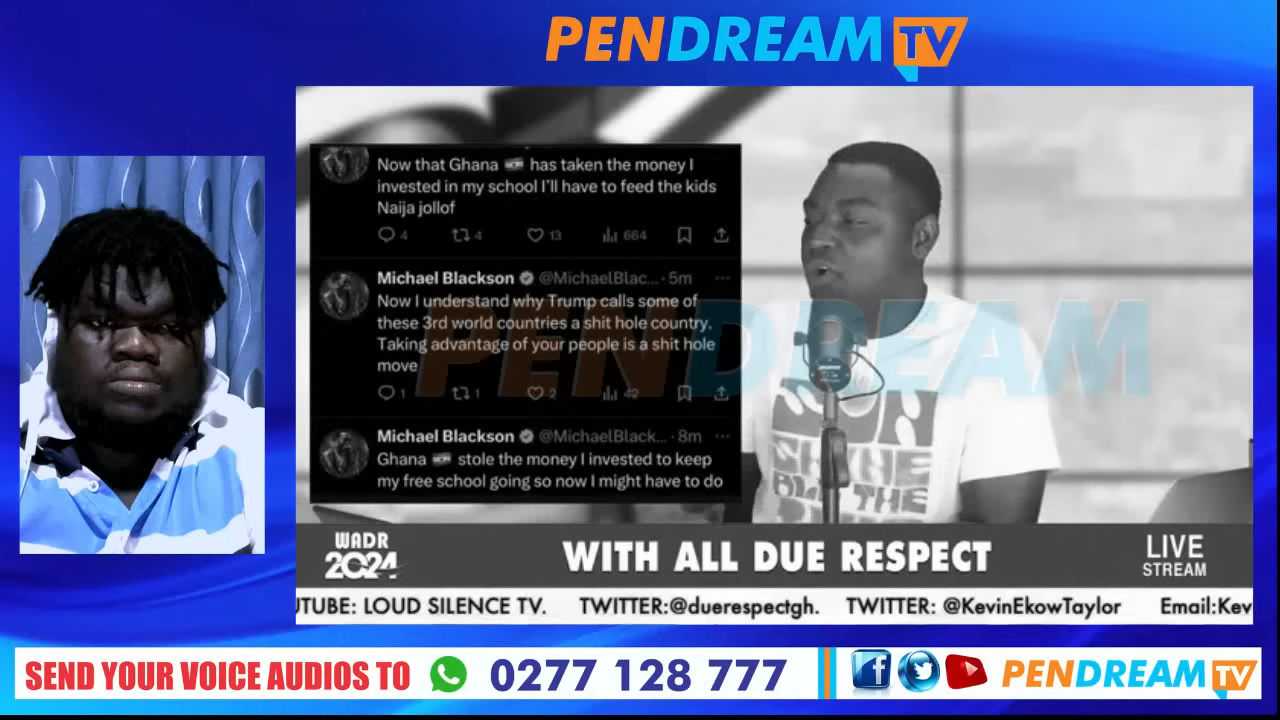 PENDREAM TV
Now that Ghana has taken the money I
invested in my school I'll have to feed the kids
Naija jollof
4 4 13 664
Michael Blackson @MichaelBlac... · 5m
Now I understand why Trump calls some of
these 3rd world countries a shit hole country.
Taking advantage of your people is a shit hole
move
1 1 2
Michael Blackson @MichaelBlack... · 8m
Ghana stole the money I invested to keep
my free school going so now I might have to do
PENDREAM
WADR
2024
WITH ALL DUE RESPECT
LIVE
STREAM
UTUBE: LOUD SILENCE TV. TWITTER:@duerespectgh. TWITTER: @KevinEkowTaylor Email:Kev
SEND YOUR VOICE AUDIOS TO 0277 128 777 PENDREAM TV